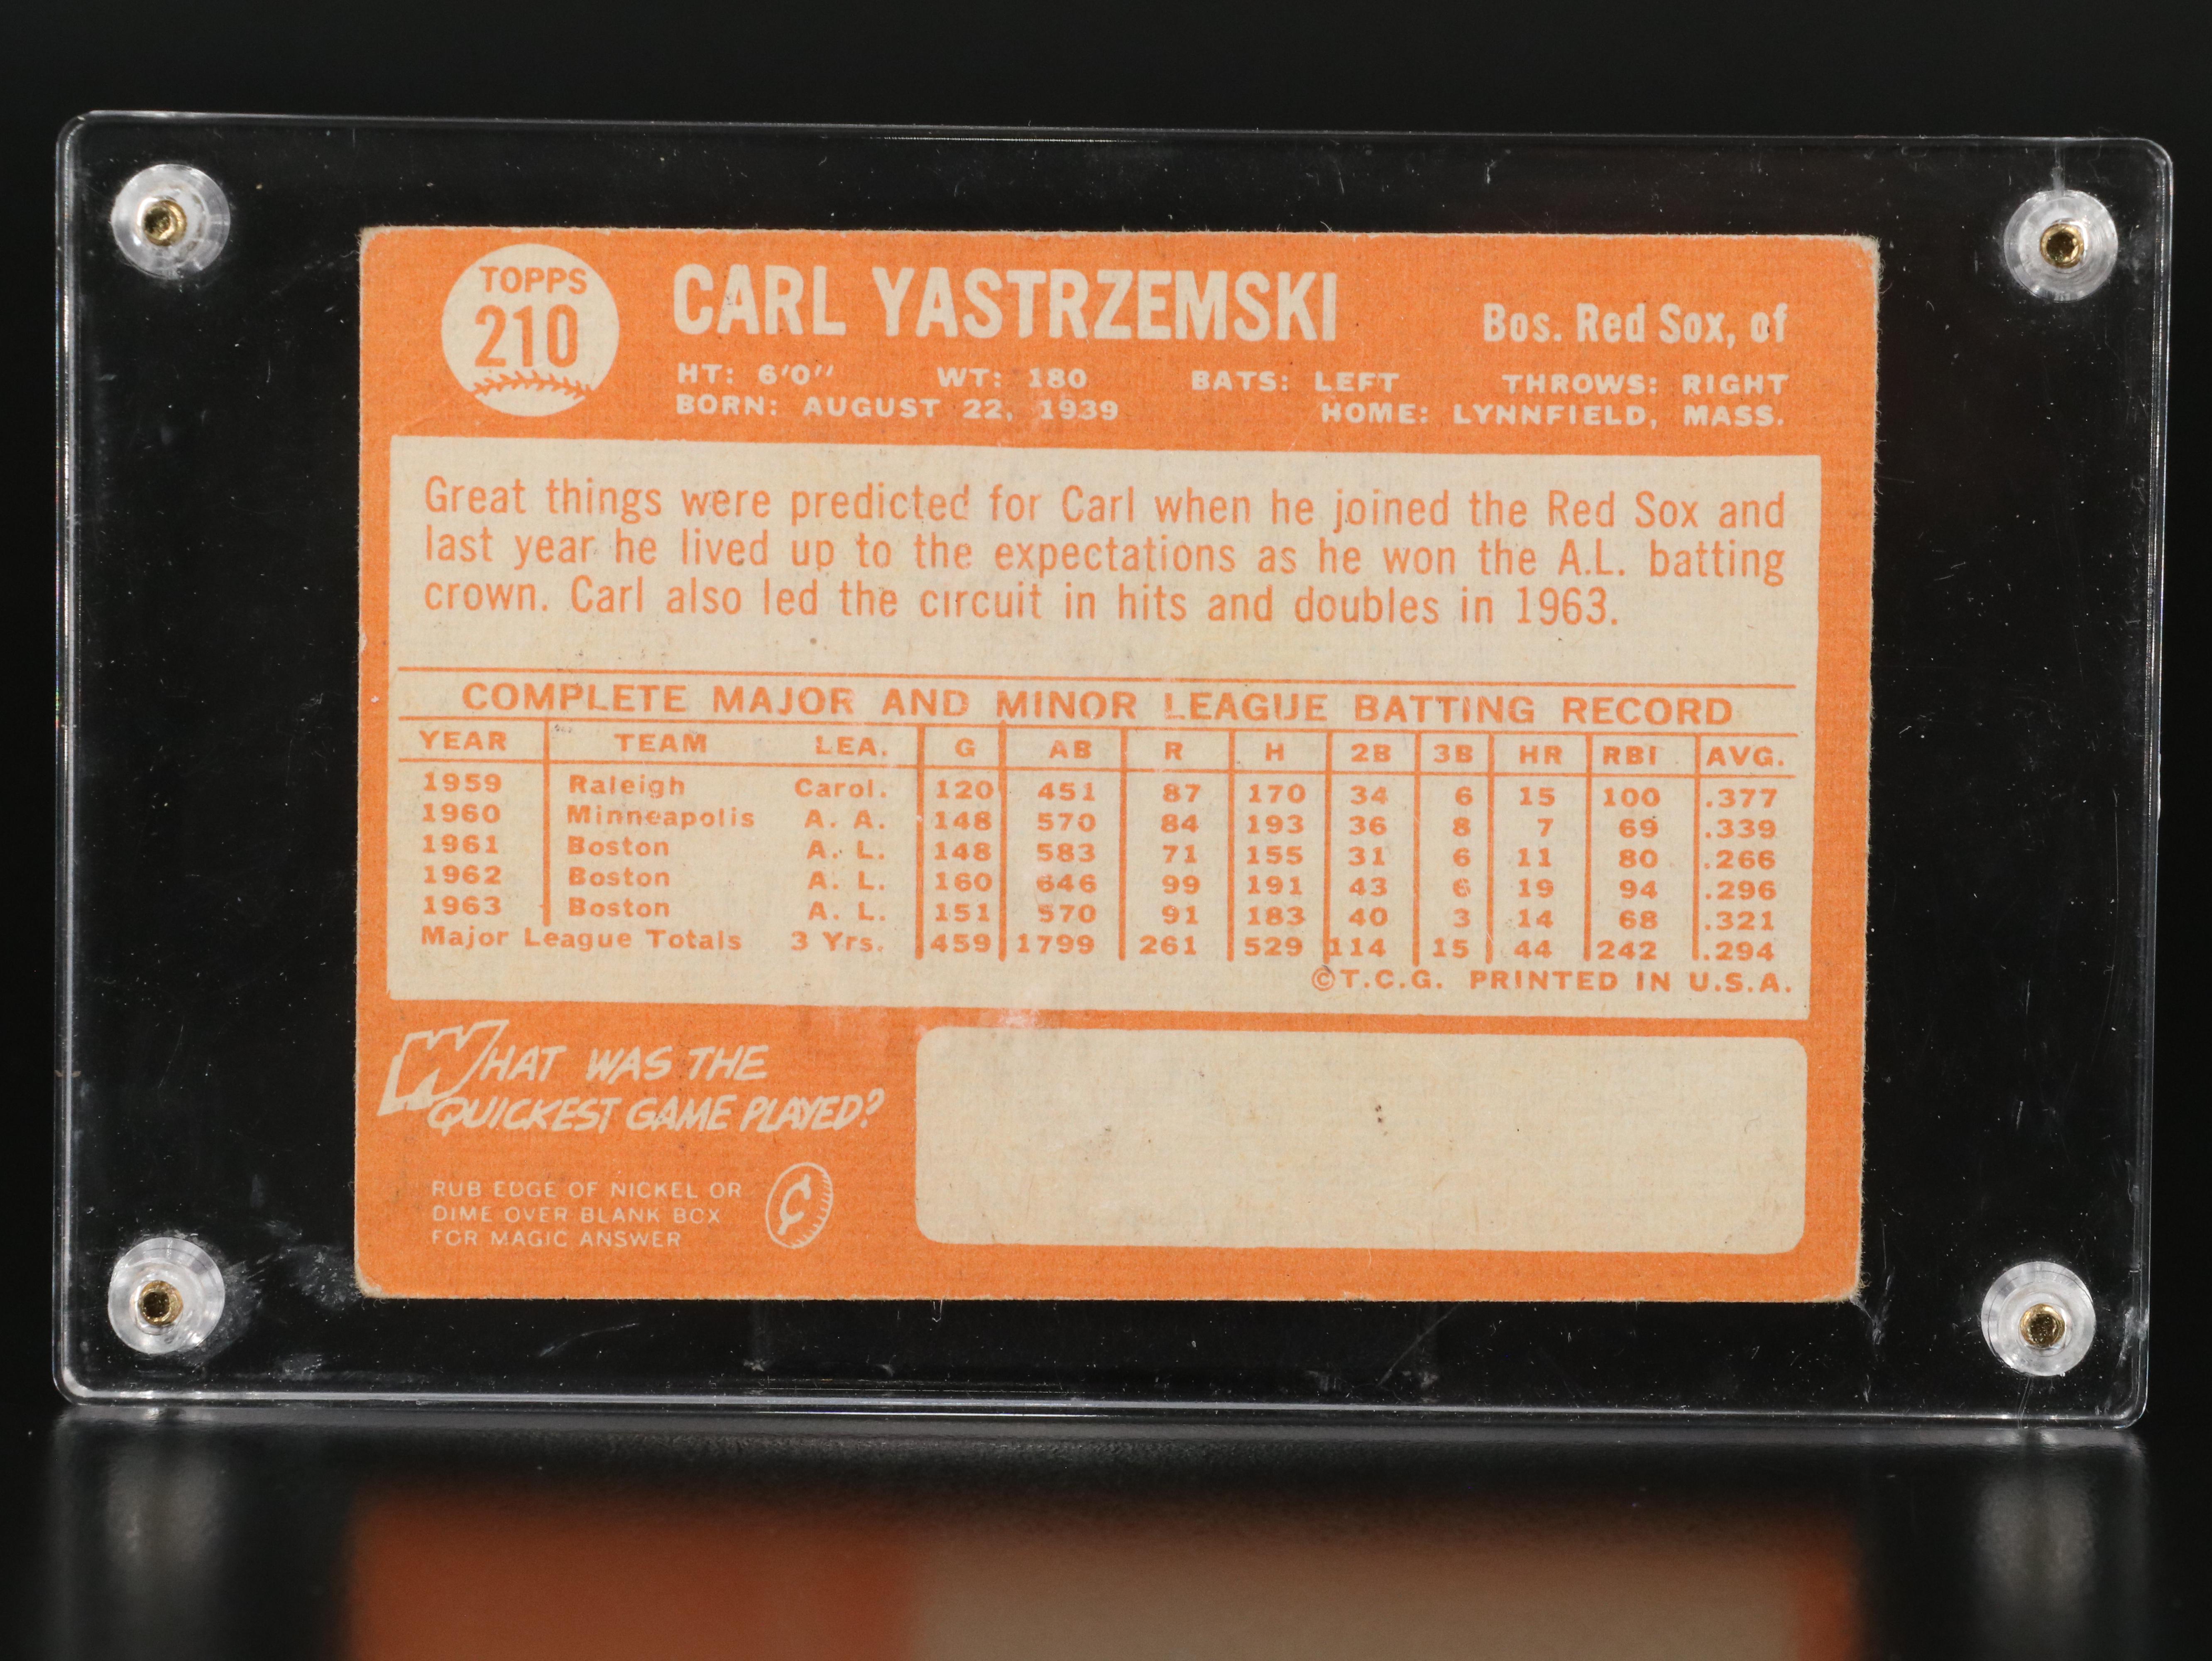 TOPPS
210
CARL YASTRZEMSKI
Bos. Red Sox, of
HT: 6'0" WT: 180 BATS: LEFT THROWS: RIGHT
BORN: AUGUST 22, 1939 HOME: LYNNFIELD, MASS.
Great things were predicted for Carl when he joined the Red Sox and
last year he lived up to the expectations as he won the A.L. batting
crown. Carl also led the circuit in hits and doubles in 1963.
COMPLETE MAJOR AND MINOR LEAGUE BATTING RECORD
YEAR TEAM LEA. G AB R H 2B 3B HR RBI AVG.
1959 Raleigh Carol. 120 451 87 170 34 6 15 100 .377
1960 Minneapolis A. A. 148 570 84 193 36 8 7 69 .339
1961 Boston A. L. 148 583 71 155 31 6 11 80 .266
1962 Boston A. L. 160 646 99 191 43 6 19 94 .296
1963 Boston A. L. 151 570 91 183 40 3 14 68 .321
Major League Totals 3 Yrs. 459 1799 261 529 114 15 44 242 .294
©T.C.G. PRINTED IN U.S.A.
WHAT WAS THE
QUICKEST GAME PLAYED?
RUB EDGE OF NICKEL OR
DIME OVER BLANK BOX
FOR MAGIC ANSWER